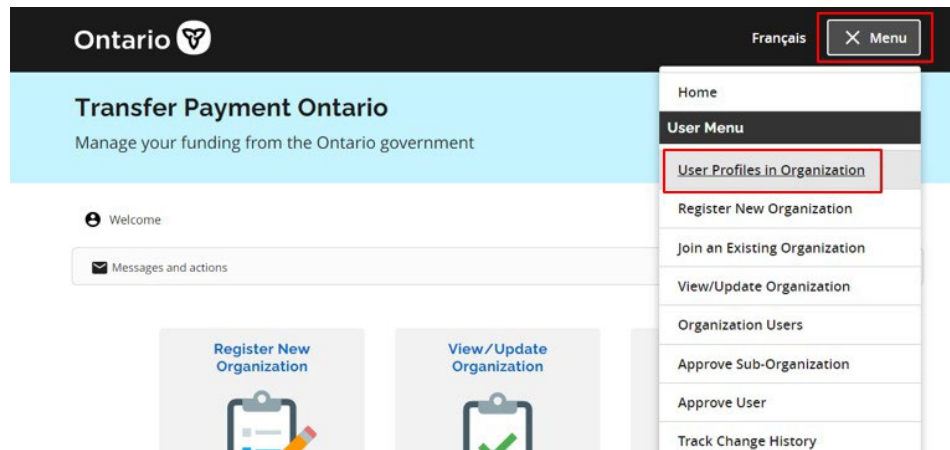 Ontario
Français
Menu
Transfer Payment Ontario
Manage your funding from the Ontario government
Welcome
Messages and actions
Register New
Organization
View/Update
Organization
Home
User Menu
User Profiles in Organization
Register New Organization
Join an Existing Organization
View/Update Organization
Organization Users
Approve Sub-Organization
Approve User
Track Change History